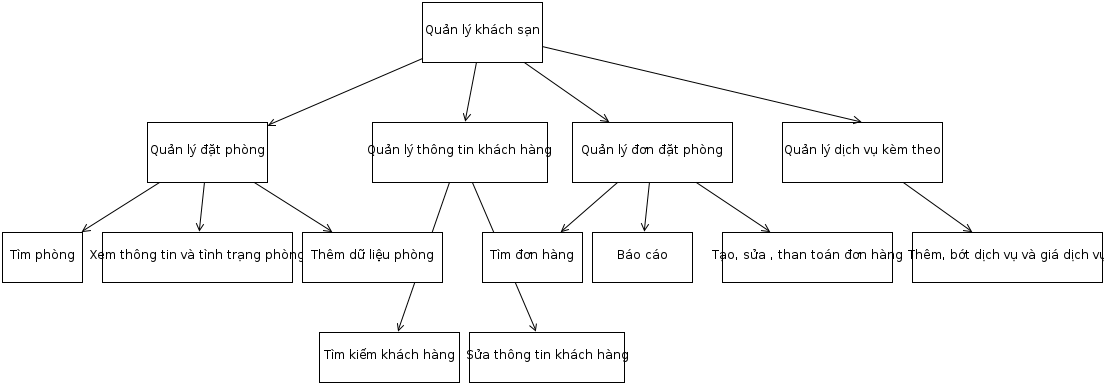 Quản lý khách sạn
Quản lý đặt phòng
Quản lý thông tin khách hàng
Quản lý đơn đặt phòng
Quản lý dịch vụ kèm theo
Tìm phòng
Xem thông tin và tình trạng phòng
Thêm dữ liệu phòng
Tìm đơn hàng
Báo cáo
Tạo, sửa , than toán đơn hàng
Thêm, bớt dịch vụ và giá dịch vụ
Tìm kiếm khách hàng
Sửa thông tin khách hàng